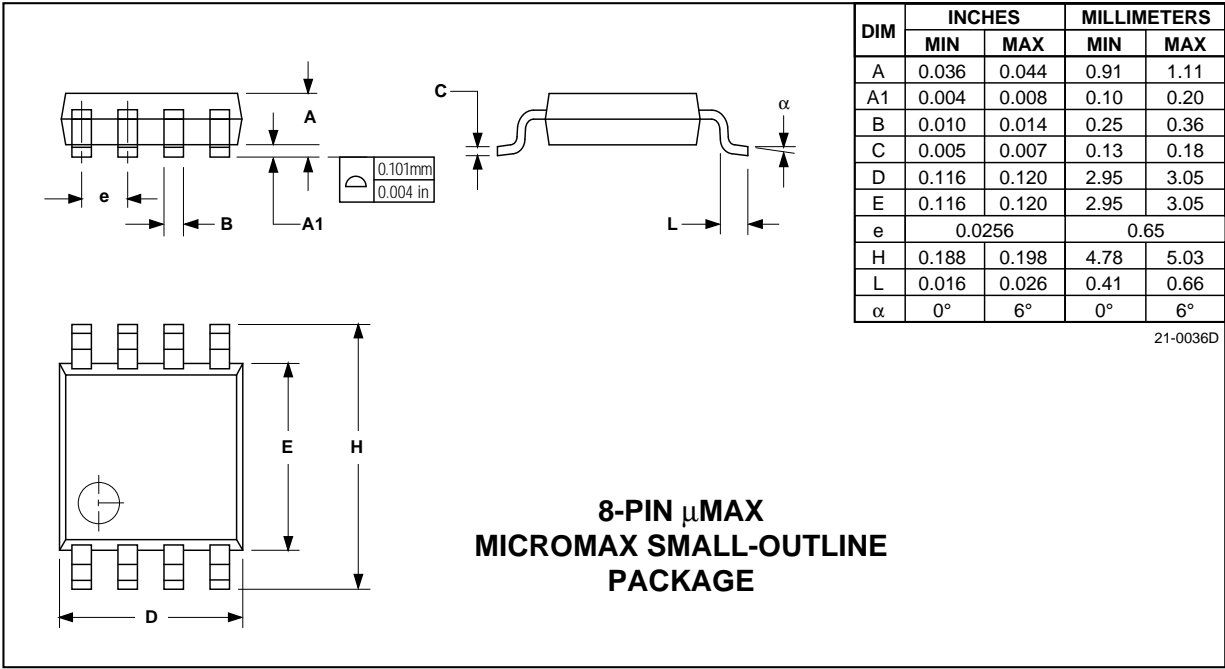 DIM INCHES MILLIMETERS
MIN MAX MIN MAX
A 0.036 0.044 0.91 1.11
A1 0.004 0.008 0.10 0.20
B 0.010 0.014 0.25 0.36
C 0.005 0.007 0.13 0.18
D 0.116 0.120 2.95 3.05
E 0.116 0.120 2.95 3.05
e 0.0256 0.65
H 0.188 0.198 4.78 5.03
L 0.016 0.026 0.41 0.66
α 0° 6° 0° 6°
21-0036D
A
e
B
A1
0.101mm
0.004 in
C
α
L
E
H
D
8-PIN μMAX
MICROMAX SMALL-OUTLINE
PACKAGE